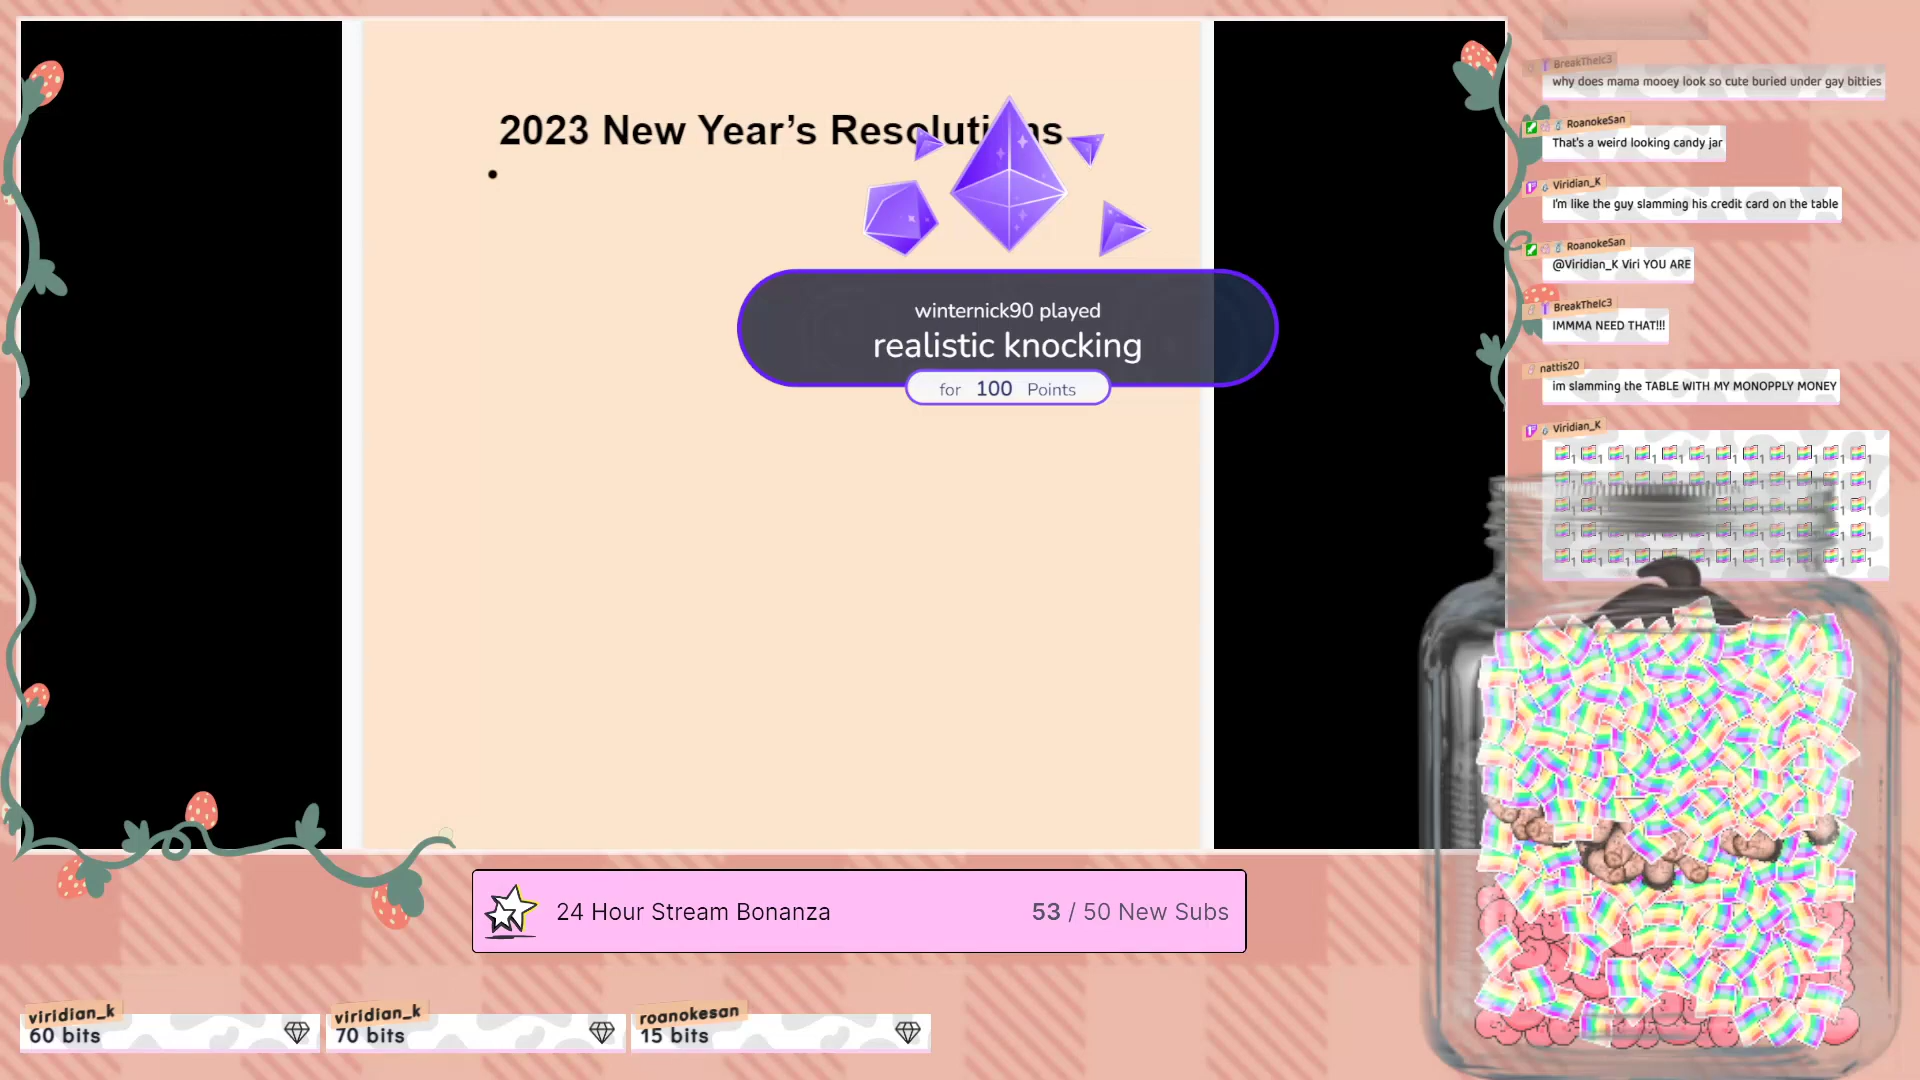 2023 New Year’s Resolutions
winternick90 played
realistic knocking
for 100 Points
BreakTheIc3
why does mama mooey look so cute buried under gay bitties
RoanokeSan
That's a weird looking candy jar
Viridian_K
I'm like the guy slamming his credit card on the table
RoanokeSan
@Viridian_K Viri YOU ARE
BreakTheIc3
IMMMA NEED THAT!!!
nattis20
im slamming the TABLE WITH MY MONOPPLY MONEY
Viridian_K
24 Hour Stream Bonanza
53 / 50 New Subs
viridian_k
60 bits
viridian_k
70 bits
roanokesan
15 bits